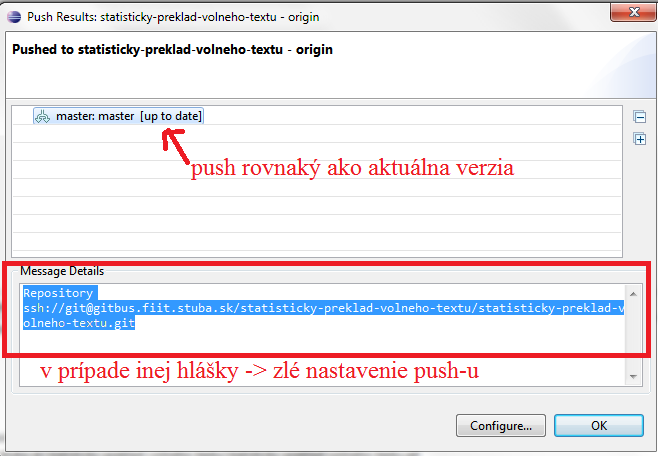 Push Results: statisticky-preklad-volneho-textu - origin
Pushed to statisticky-preklad-volneho-textu - origin
master: master [up to date]
push rovnaký ako aktuálna verzia
Message Details
Repository
ssh://git@gitbus.fiit.stuba.sk/statisticky-preklad-volneho-textu/statisticky-preklad-v
olneho-textu.git
v prípade inej hlášky -> zlé nastavenie push-u
Configure...
OK